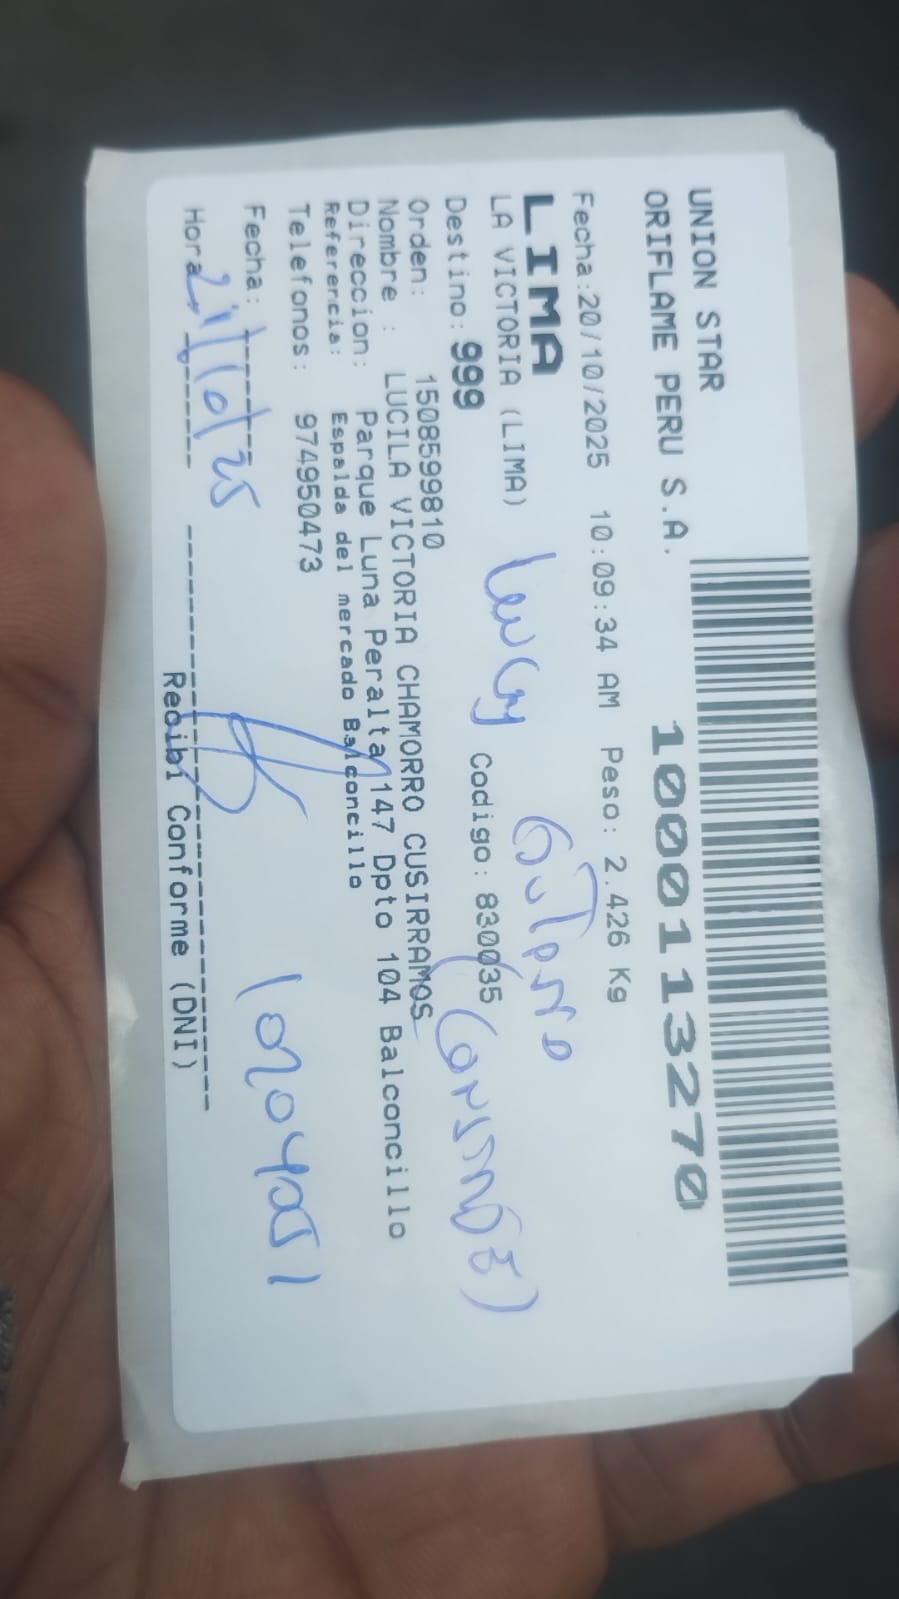 UNION STAR
ORIFLAME PERU S.A.
10001113270
Fecha:20/10/2025 10:09:34 AM Peso: 2.426 Kg
LIMA
LA VICTORIA (LIMA)
Destino: 999 Codigo: 830035
Orden: 1508599810
Nombre : LUCILA VICTORIA CHAMORRO CUSIRRAMOS
Direccion: Parque Luna Peralta 147 Dpto 104 Balconcillo
Referencia: Espalda del mercado Balconcillo
Telefonos: 974950473
Fecha: 21/10/25
Hora:
Recibi Conforme (DNI)